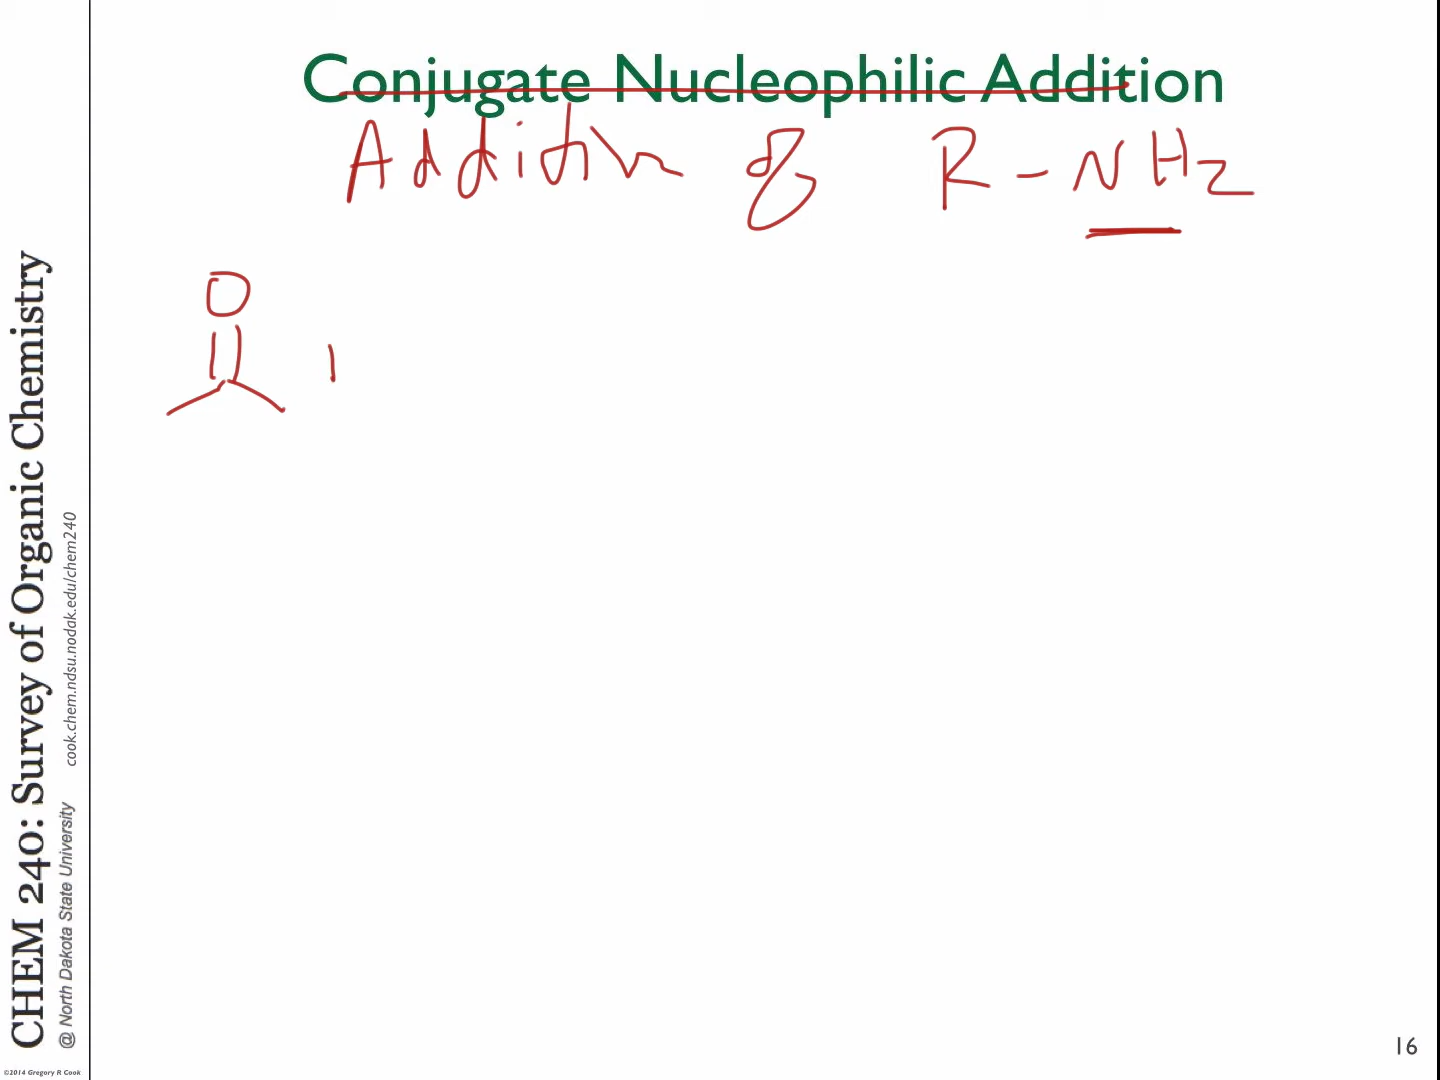 Conjugate Nucleophilic Addition
Addition of R-NH2
O
CHEM 240: Survey of Organic Chemistry
@ North Dakota State University cook.chem.ndsu.nodak.edu/chem240
©2014 Gregory R Cook
16